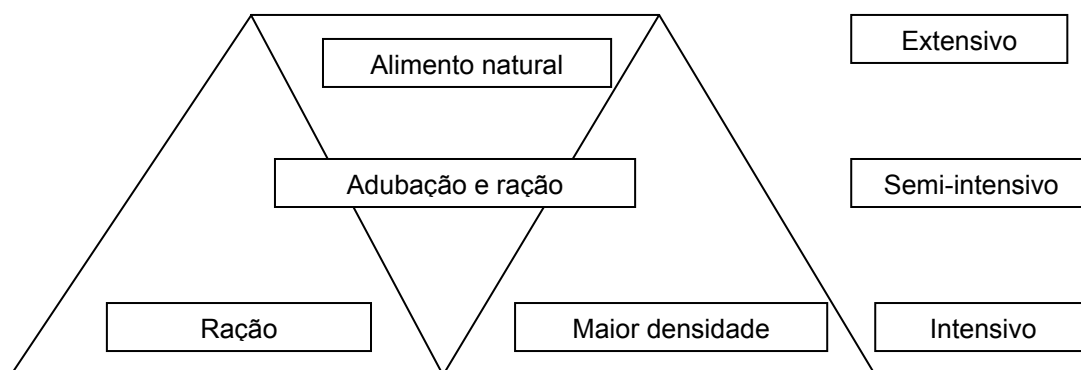 Alimento natural
Extensivo
Adubação e ração
Semi-intensivo
Ração
Maior densidade
Intensivo